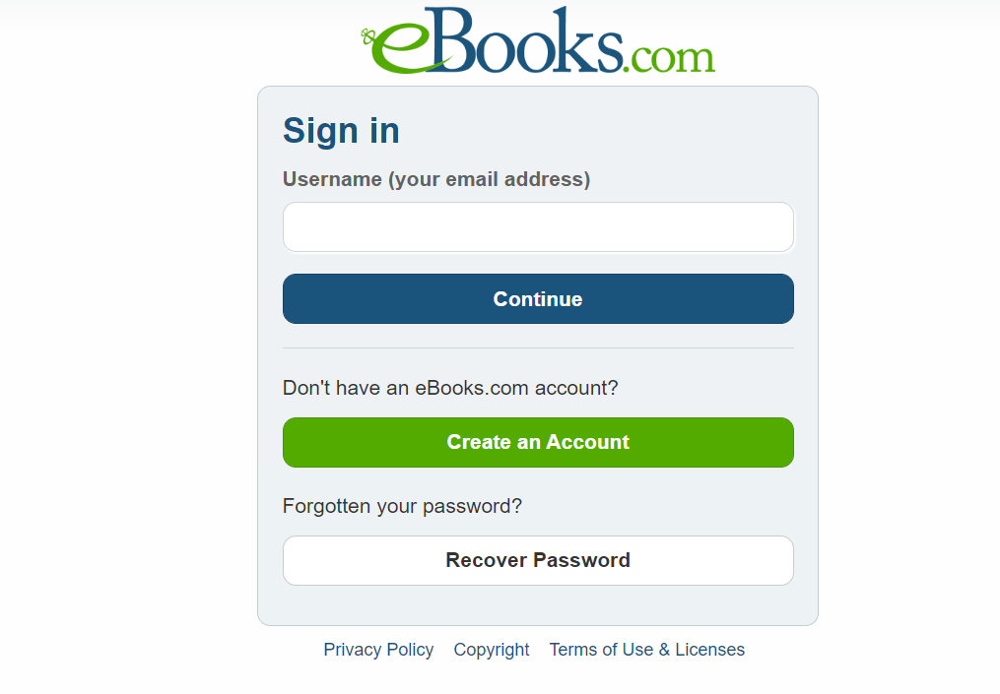 eBooks.com
Sign in
Username (your email address)
Continue
Don't have an eBooks.com account?
Create an Account
Forgotten your password?
Recover Password
Privacy Policy Copyright Terms of Use & Licenses